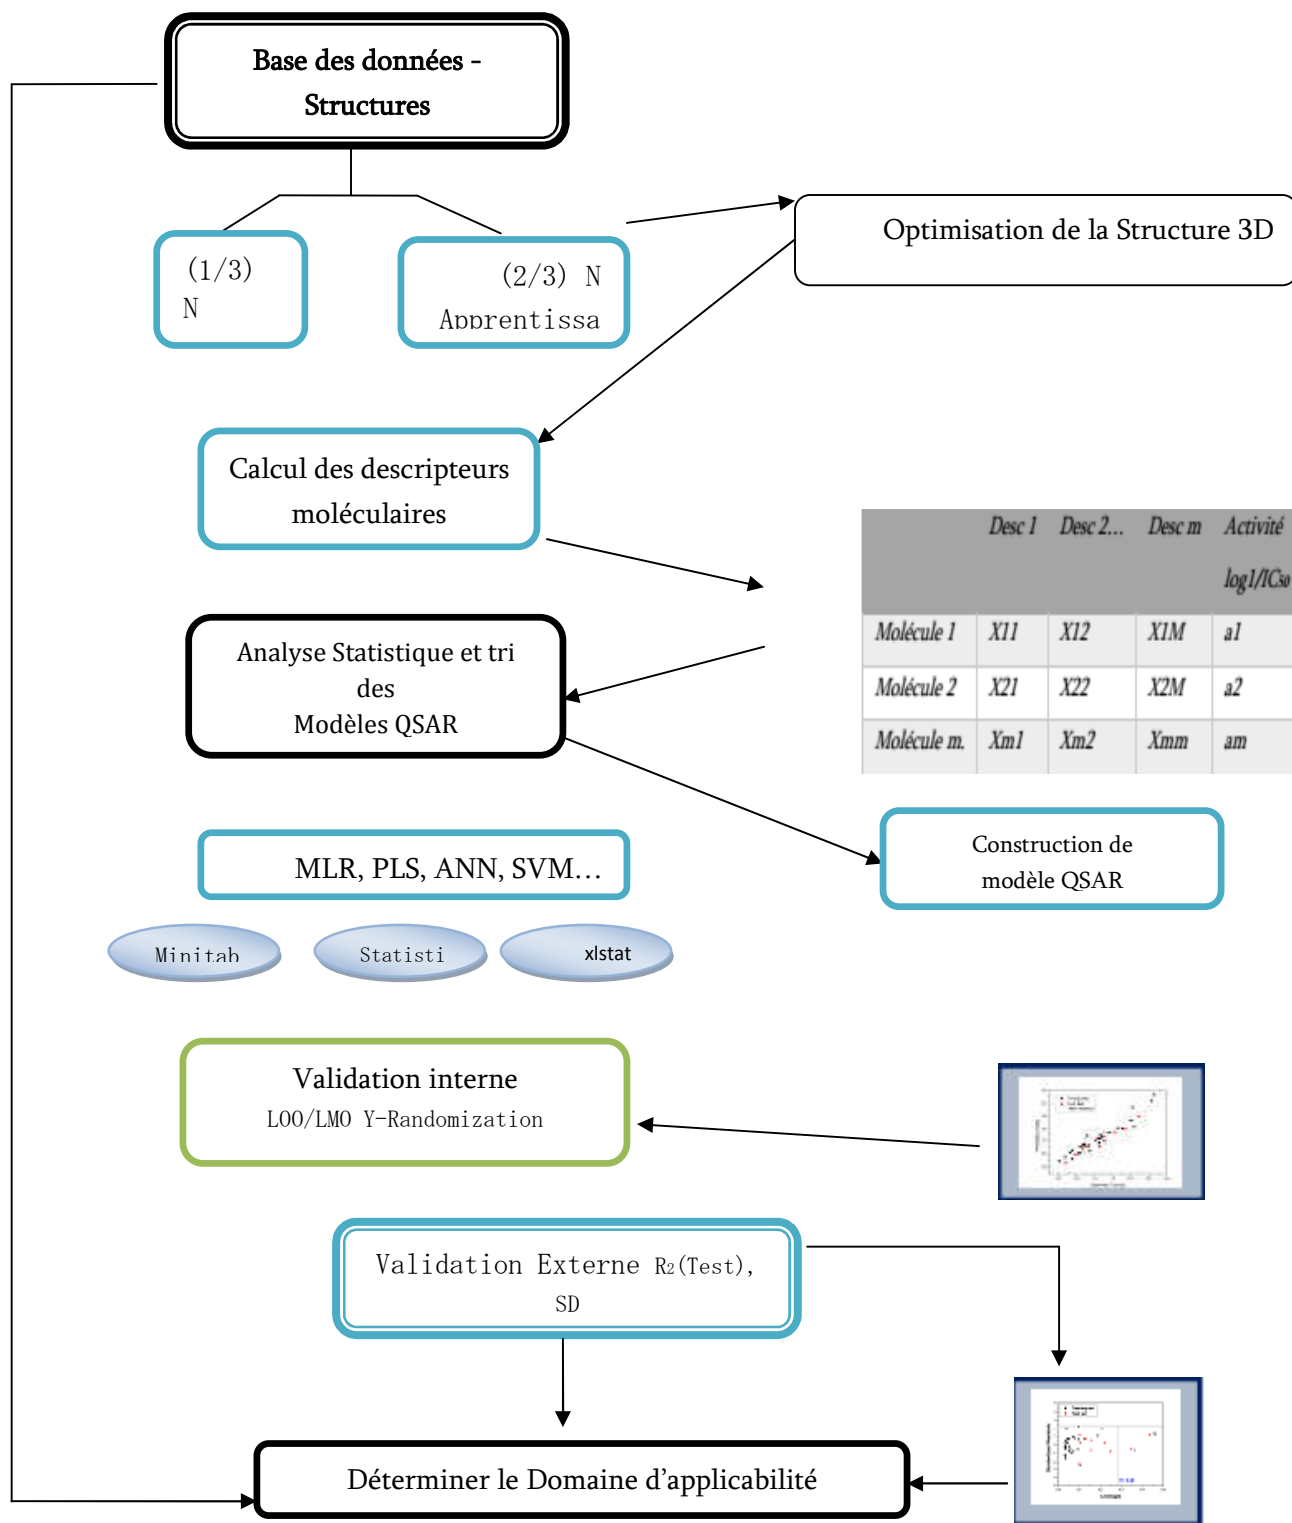 Base des données -
Structures
(1/3)
N
(2/3) N
Apprentissa
Optimisation de la Structure 3D
Calcul des descripteurs
moléculaires
Desc 1 Desc 2... Desc m Activité
log1/IC50
Molécule 1 X11 X12 X1M a1
Molécule 2 X21 X22 X2M a2
Molécule m. Xm1 Xm2 Xmm am
Analyse Statistique et tri
des
Modèles QSAR
Construction de
modèle QSAR
MLR, PLS, ANN, SVM…
Minitab
Statisti
xlstat
Validation interne
LOO/LMO Y-Randomization
Validation Externe R2(Test),
SD
Déterminer le Domaine d'applicabilité